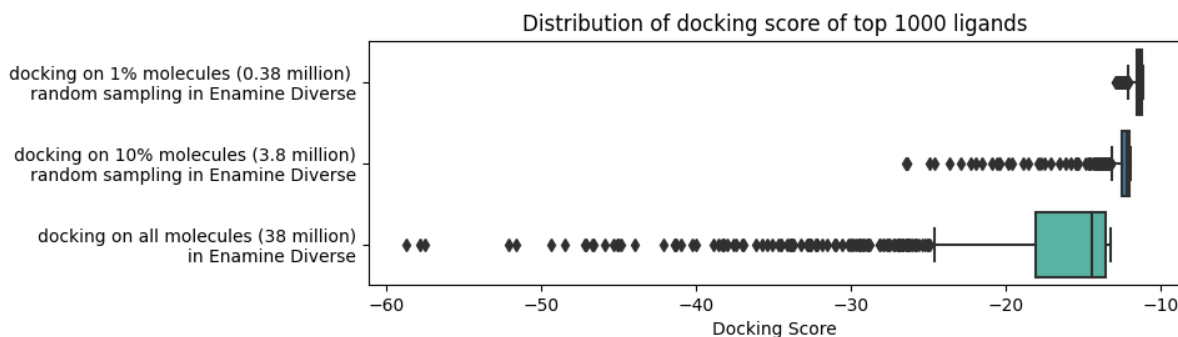 Distribution of docking score of top 1000 ligands
docking on 1% molecules (0.38 million)
random sampling in Enamine Diverse
docking on 10% molecules (3.8 million)
random sampling in Enamine Diverse
docking on all molecules (38 million)
in Enamine Diverse
−60 −50 −40 −30 −20 −10
Docking Score